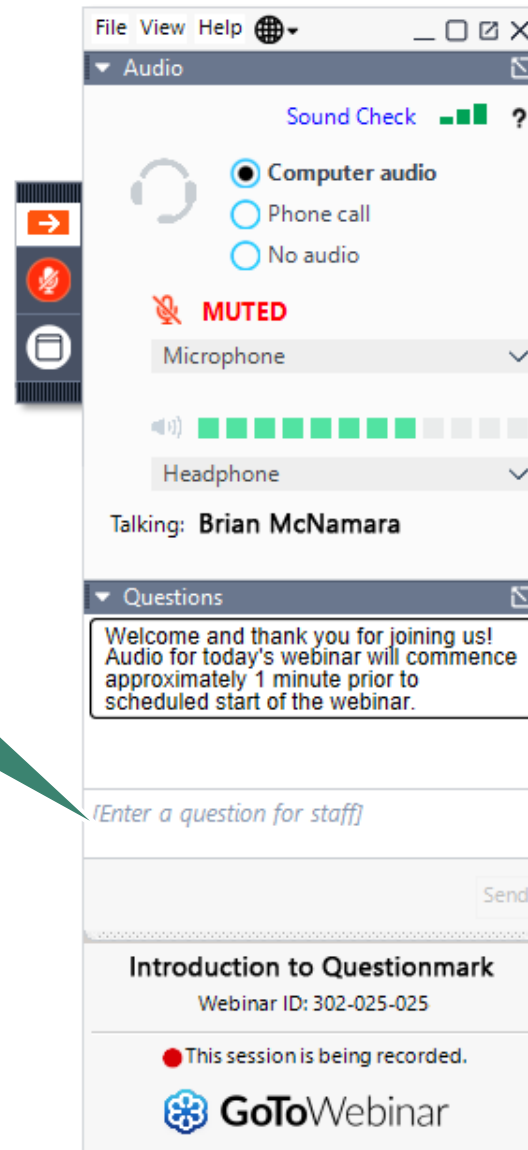 File View Help
Audio
Sound Check ?
Computer audio
Phone call
No audio
MUTED
Microphone
Headphone
Talking: Brian McNamara
Questions
Welcome and thank you for joining us!
Audio for today's webinar will commence
approximately 1 minute prior to
scheduled start of the webinar.
[Enter a question for staff]
Send
Introduction to Questionmark
Webinar ID: 302-025-025
This session is being recorded.
GoToWebinar